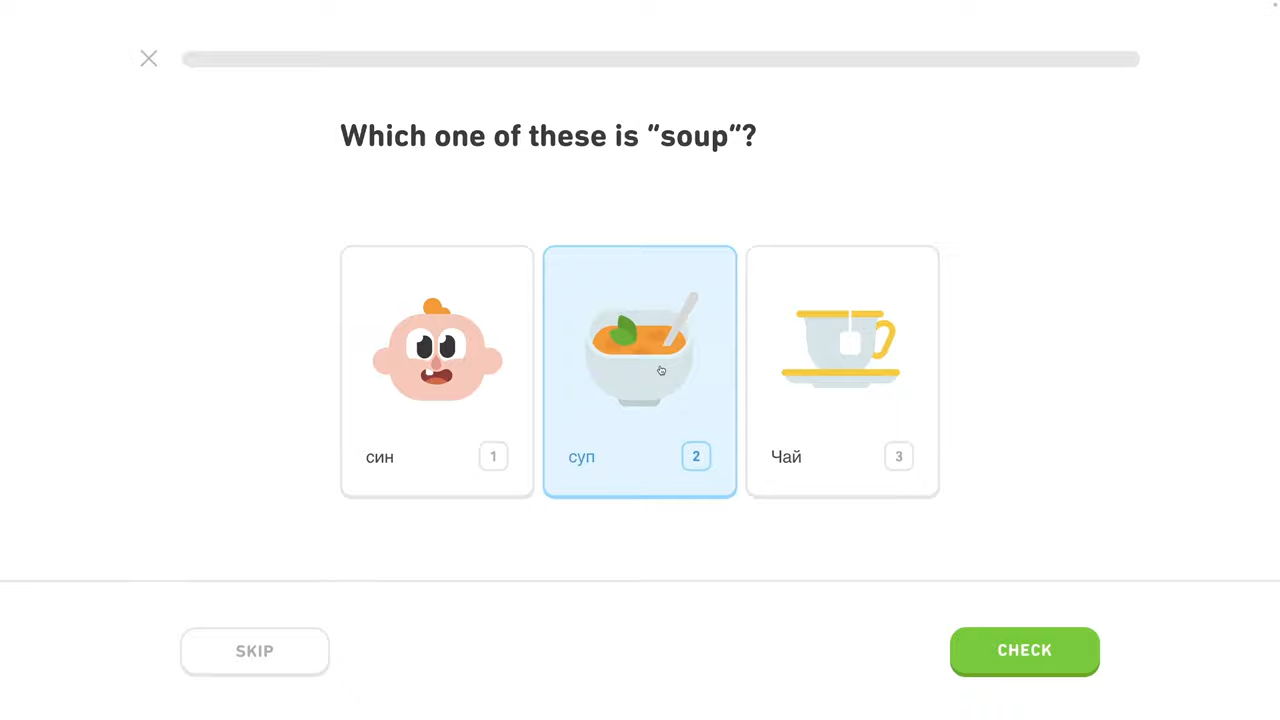 Which one of these is “soup”?
син
1
суп
2
Чай
3
SKIP
CHECK